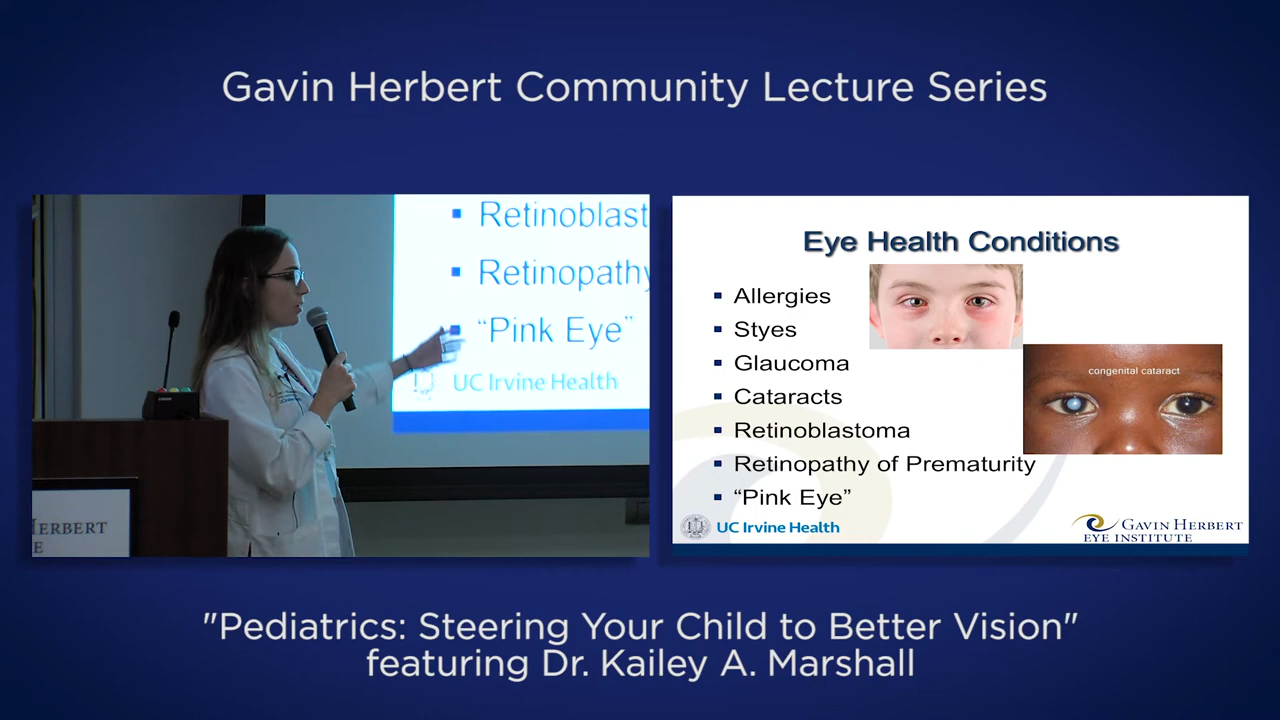 Gavin Herbert Community Lecture Series
▪ Retinoblast
▪ Retinopathy
▪ “Pink Eye”
UC Irvine Health
HERBERT
E
Eye Health Conditions
▪ Allergies
▪ Styes
▪ Glaucoma
▪ Cataracts
▪ Retinoblastoma
▪ Retinopathy of Prematurity
▪ “Pink Eye”
congenital cataract
UC Irvine Health
GAVIN HERBERT
EYE INSTITUTE
"Pediatrics: Steering Your Child to Better Vision"
featuring Dr. Kailey A. Marshall